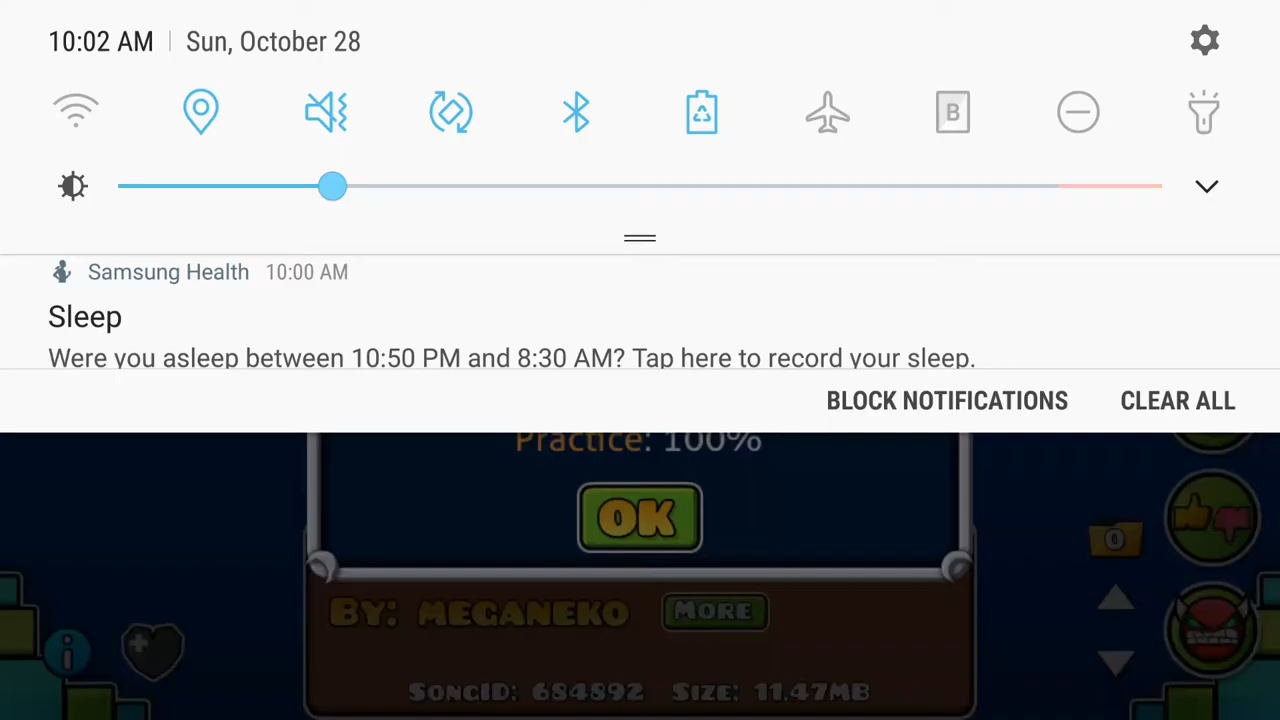 10:02 AM | Sun, October 28
B
Samsung Health 10:00 AM
Sleep
Were you asleep between 10:50 PM and 8:30 AM? Tap here to record your sleep.
BLOCK NOTIFICATIONS CLEAR ALL
Practice: 100%
OK
0
BY: MEGANEKO MORE
SONGID: 684892 SIZE: 11.47MB